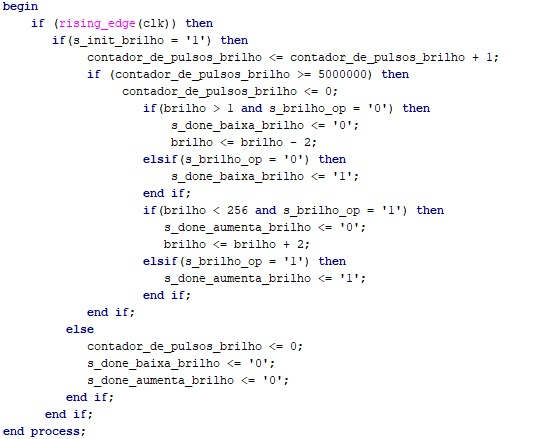 begin
if (rising_edge(clk)) then
if(s_init_brilho = '1') then
contador_de_pulsos_brilho <= contador_de_pulsos_brilho + 1;
if (contador_de_pulsos_brilho >= 5000000) then
contador_de_pulsos_brilho <= 0;
if(brilho > 1 and s_brilho_op = '0') then
s_done_baixa_brilho <= '0';
brilho <= brilho - 2;
elsif(s_brilho_op = '0') then
s_done_baixa_brilho <= '1';
end if;
if(brilho < 256 and s_brilho_op = '1') then
s_done_aumenta_brilho <= '0';
brilho <= brilho + 2;
elsif(s_brilho_op = '1') then
s_done_aumenta_brilho <= '1';
end if;
end if;
else
contador_de_pulsos_brilho <= 0;
s_done_baixa_brilho <= '0';
s_done_aumenta_brilho <= '0';
end if;
end if;
end process;